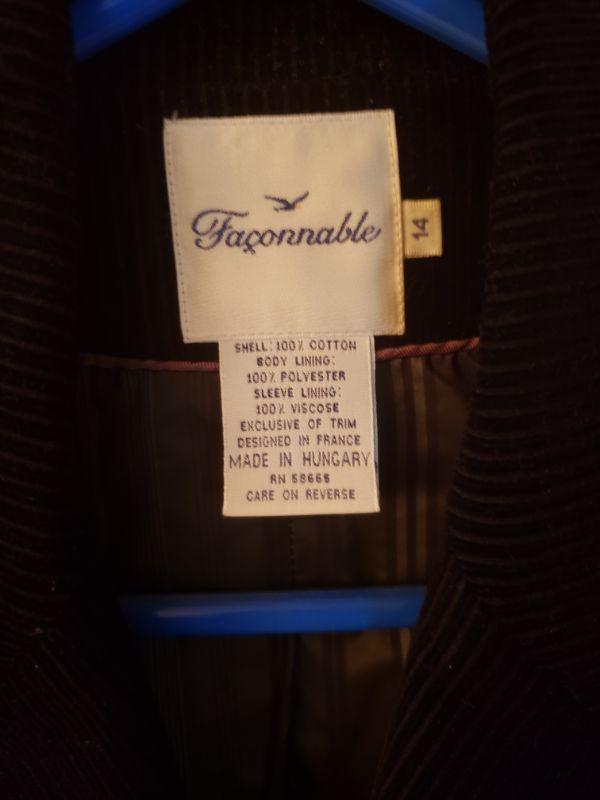 Façonnable
14
SHELL: 100% COTTON
BODY LINING:
100% POLYESTER
SLEEVE LINING:
100% VISCOSE
EXCLUSIVE OF TRIM
DESIGNED IN FRANCE
MADE IN HUNGARY
RN 58665
CARE ON REVERSE